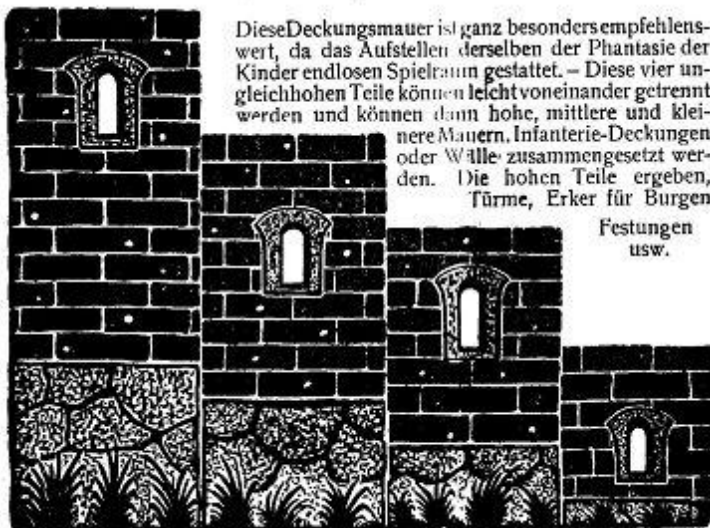 Diese Deckungsmauer ist ganz besonders empfehlens-
wert, da das Aufstellen derselben der Phantasie der
Kinder endlosen Spielraum gestattet. – Diese vier un-
gleichhohen Teile können leicht voneinander getrennt
werden und können dann hohe, mittlere und klei-
nere Mauern, Infanterie-Deckungen
oder Wälle zusammengesetzt wer-
den. Die hohen Teile ergeben,
Türme, Erker für Burgen
Festungen
usw.